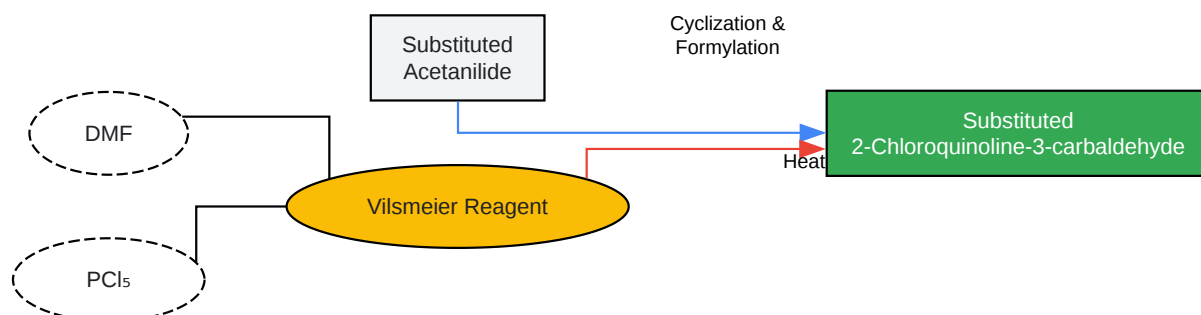 Substituted
Acetanilide
Cyclization &
Formylation
DMF
Substituted
2-Chloroquinoline-3-carbaldehyde
Heat
Vilsmeier Reagent
PCl₅